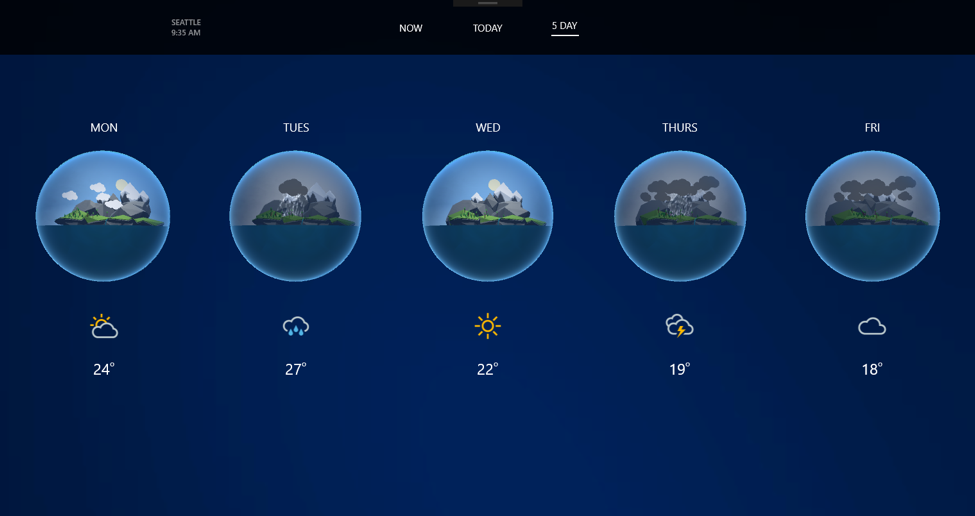 SEATTLE
9:35 AM
NOW TODAY 5 DAY
MON TUES WED THURS FRI
24° 27° 22° 19° 18°